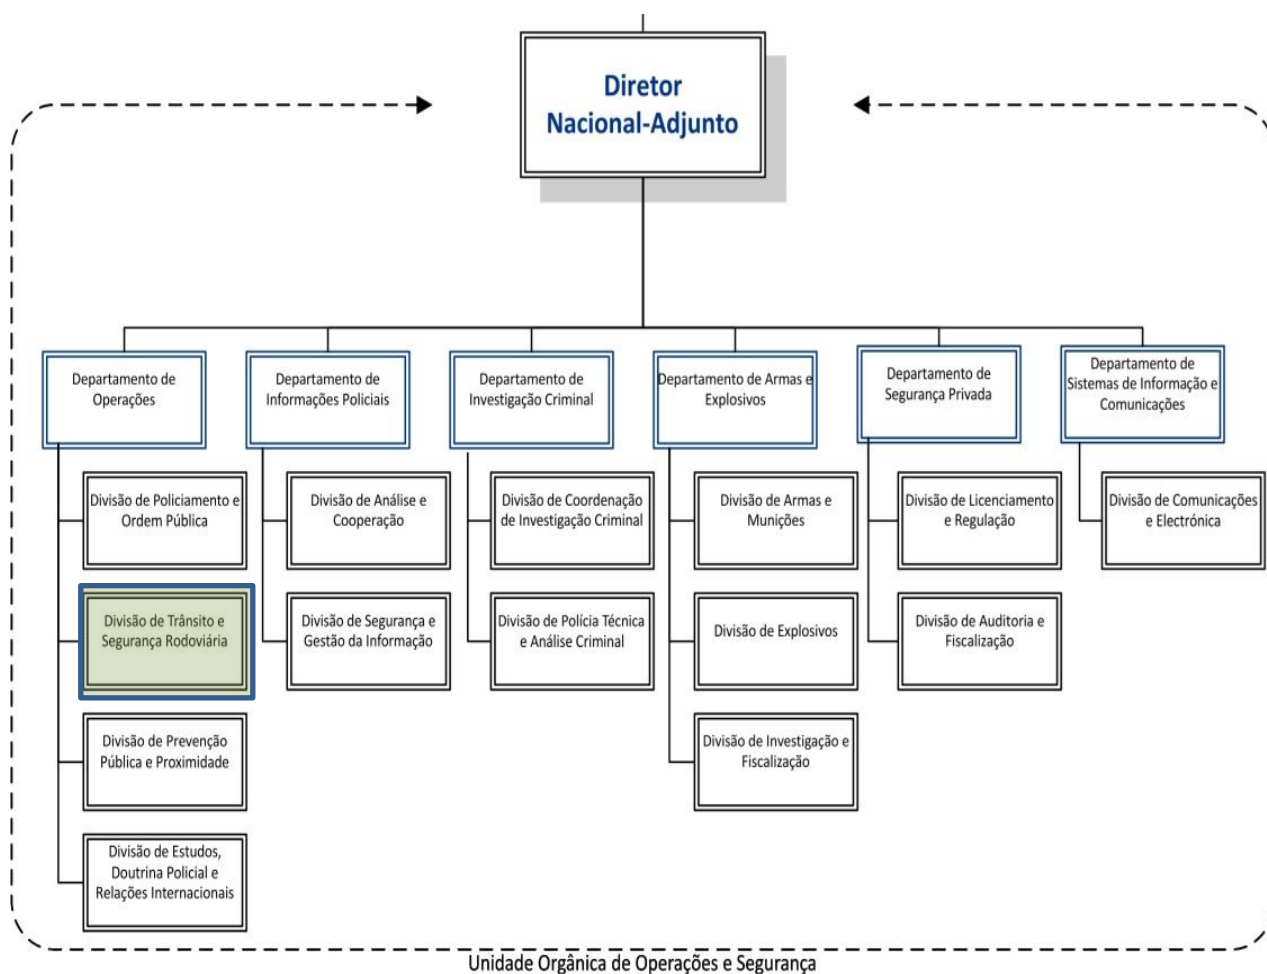 Diretor
Nacional-Adjunto
Departamento de
Operações
Departamento de
Informações Policiais
Departamento de
Investigação Criminal
Departamento de Armas e
Explosivos
Departamento de
Segurança Privada
Departamento de
Sistemas de Informação e
Comunicações
Divisão de Policiamento e
Ordem Pública
Divisão de Análise e
Cooperação
Divisão de Coordenação
de Investigação Criminal
Divisão de Armas e
Munições
Divisão de Licenciamento
e Regulação
Divisão de Comunicações
e Electrónica
Divisão de Trânsito e
Segurança Rodoviária
Divisão de Segurança e
Gestão da Informação
Divisão de Polícia Técnica
e Análise Criminal
Divisão de Explosivos
Divisão de Auditoria e
Fiscalização
Divisão de Prevenção
Pública e Proximidade
Divisão de Investigação e
Fiscalização
Divisão de Estudos,
Doutrina Policial e
Relações Internacionais
Unidade Orgânica de Operações e Segurança